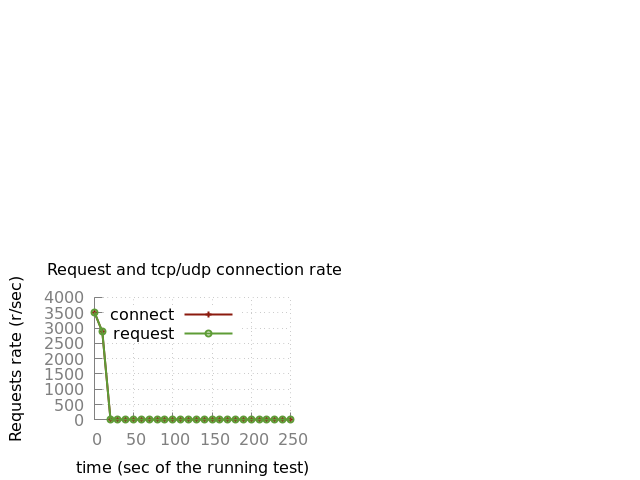 Request and tcp/udp connection rate
Requests rate (r/sec)
4000
3500
3000
2500
2000
1500
1000
500
0
connect
request
0 50 100 150 200 250
time (sec of the running test)